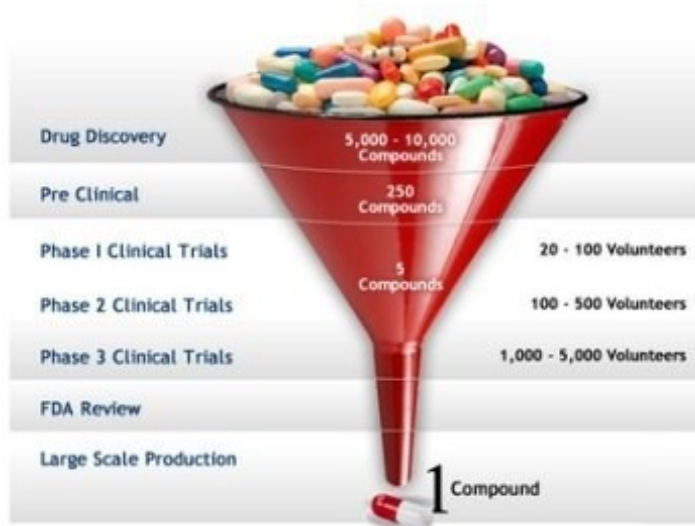 Drug Discovery
5,000 - 10,000
Compounds
Pre Clinical
250
Compounds
Phase I Clinical Trials
20 - 100 Volunteers
5
Compounds
Phase 2 Clinical Trials
100 - 500 Volunteers
Phase 3 Clinical Trials
1,000 - 5,000 Volunteers
FDA Review
Large Scale Production
1 Compound